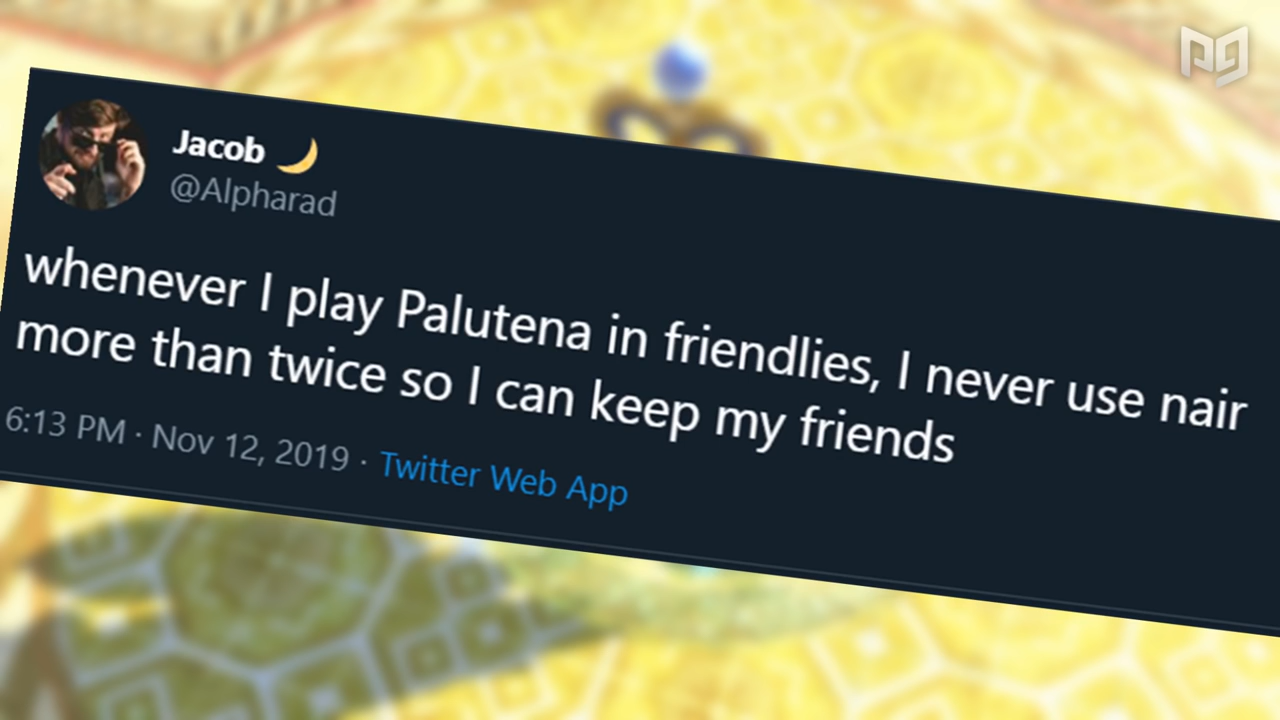 PG
Jacob 🌙
@Alpharad
whenever I play Palutena in friendlies, I never use nair
more than twice so I can keep my friends
6:13 PM · Nov 12, 2019 · Twitter Web App